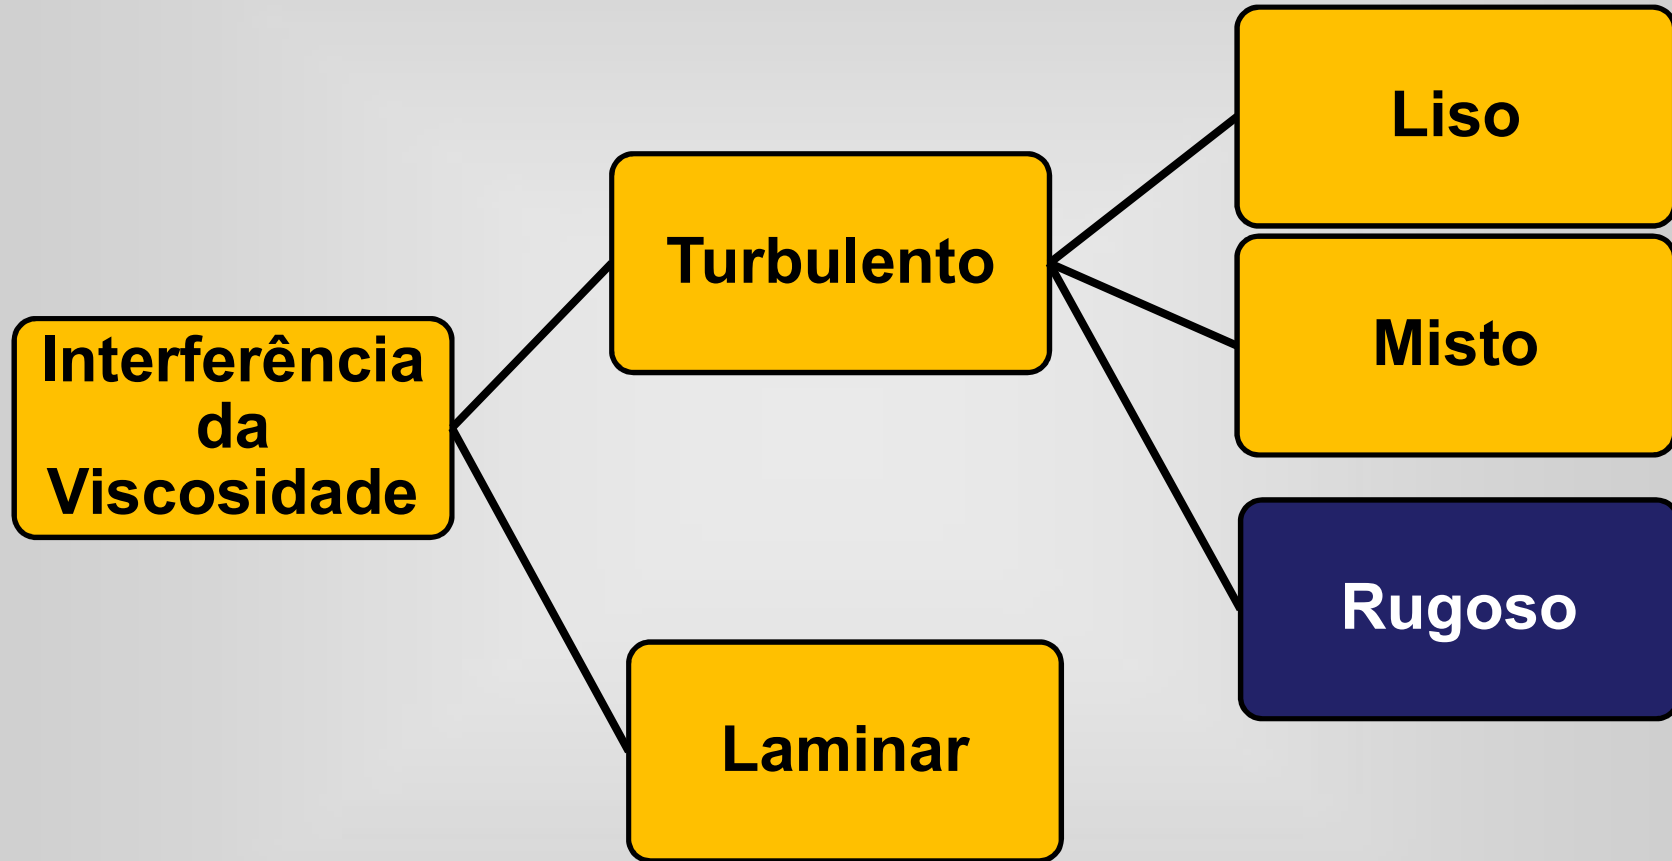 Interferência
da
Viscosidade
Turbulento
Laminar
Liso
Misto
Rugoso